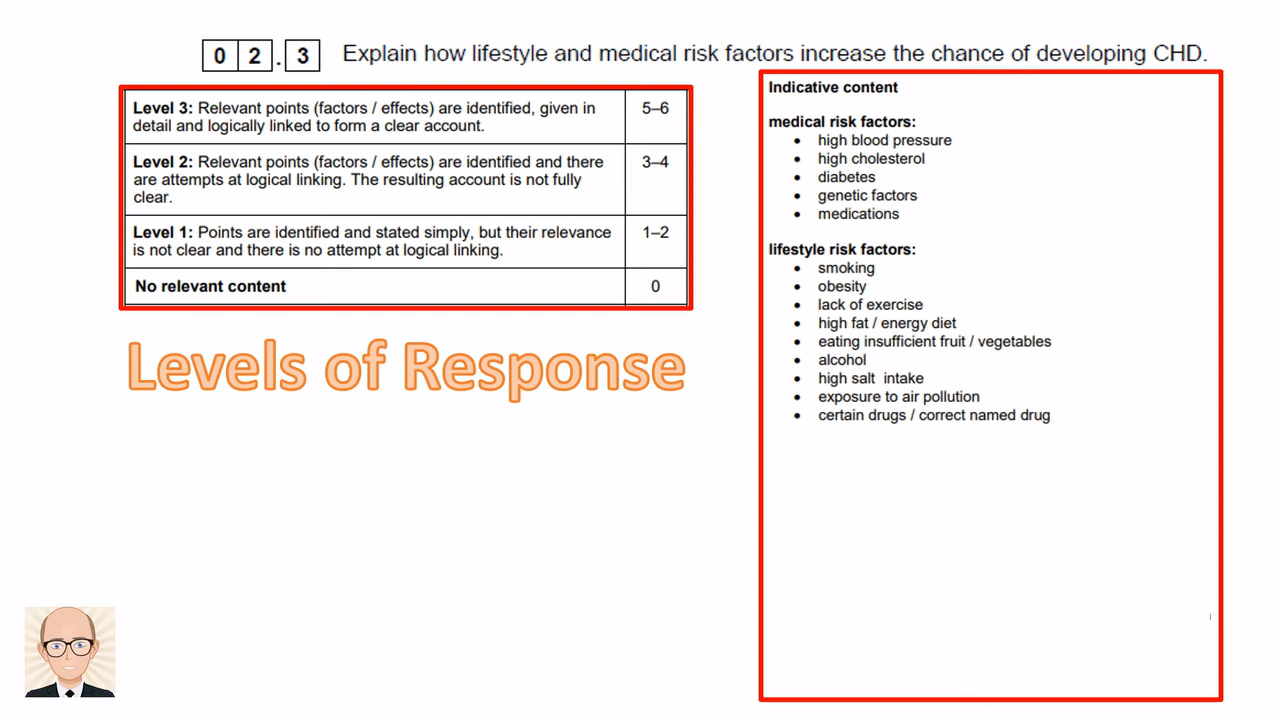 0 2 . 3 Explain how lifestyle and medical risk factors increase the chance of developing CHD.
Level 3: Relevant points (factors / effects) are identified, given in
detail and logically linked to form a clear account.
5–6
Level 2: Relevant points (factors / effects) are identified and there
are attempts at logical linking. The resulting account is not fully
clear.
3–4
Level 1: Points are identified and stated simply, but their relevance
is not clear and there is no attempt at logical linking.
1–2
No relevant content
0
Levels of Response
Indicative content
medical risk factors:
• high blood pressure
• high cholesterol
• diabetes
• genetic factors
• medications
lifestyle risk factors:
• smoking
• obesity
• lack of exercise
• high fat / energy diet
• eating insufficient fruit / vegetables
• alcohol
• high salt intake
• exposure to air pollution
• certain drugs / correct named drug